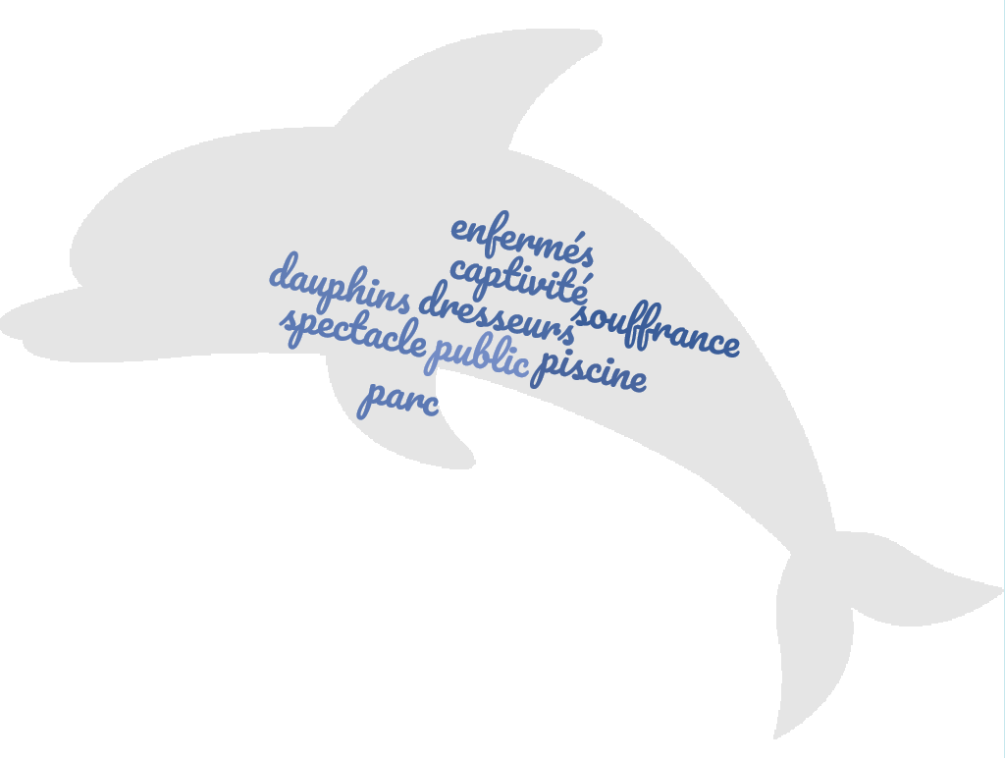 enfermés
captivité
dauphins dresseurs souffrance
spectacle public piscine
parc